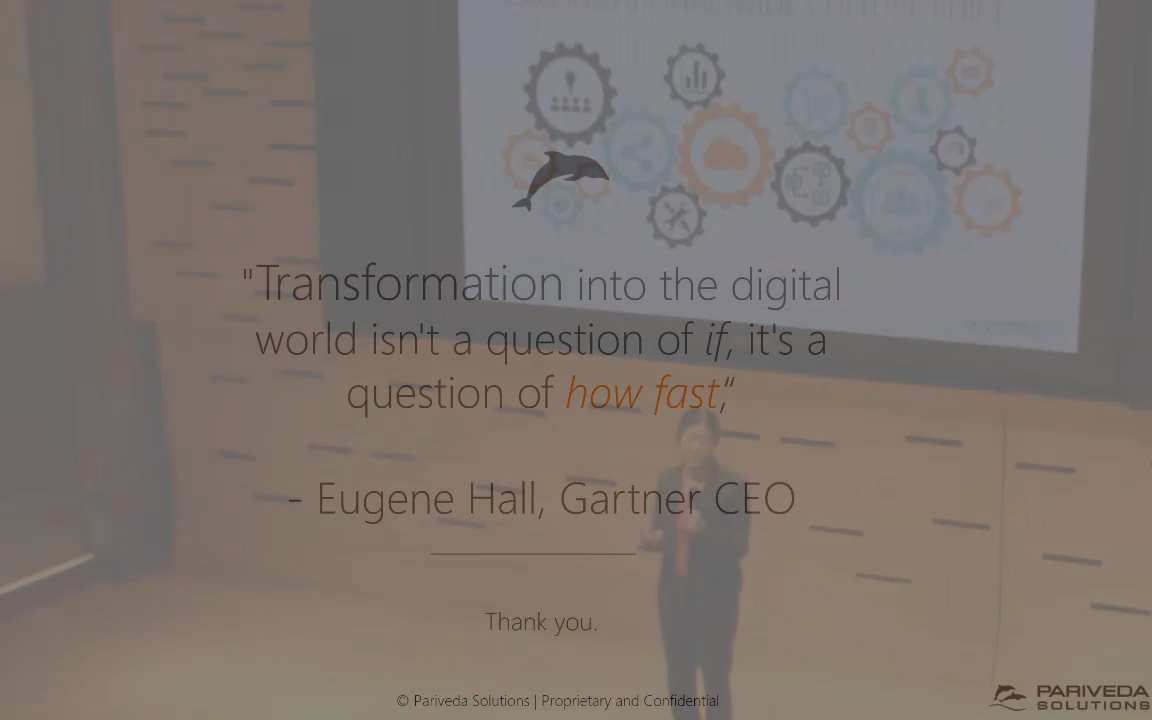 "Transformation into the digital
world isn't a question of if, it's a
question of how fast,“
- Eugene Hall, Gartner CEO
Thank you.
© Pariveda Solutions | Proprietary and Confidential
PARIVEDA
SOLUTIONS